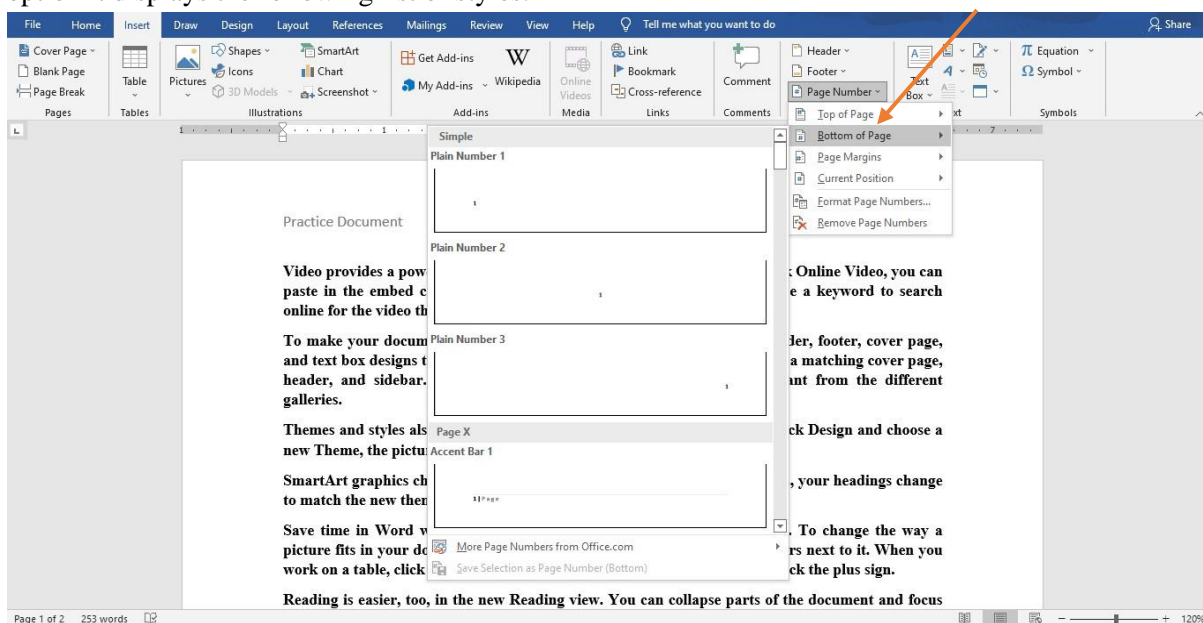 File Home Insert Draw Design Layout References Mailings Review View Help Tell me what you want to do Share
Cover Page
Blank Page
Page Break
Pages
Table
Tables
Pictures
Shapes
Icons
3D Models
SmartArt
Chart
Screenshot
Illustrations
Get Add-ins
My Add-ins
Wikipedia
Add-ins
Online
Videos
Media
Link
Bookmark
Cross-reference
Links
Comment
Comments
Header
Footer
Page Number
Text
Box
xt
Equation
Symbol
Symbols
Top of Page
Bottom of Page
Page Margins
Current Position
Format Page Numbers...
Remove Page Numbers
L
1 1 7
Simple
Plain Number 1
1
Plain Number 2
1
Plain Number 3
1
Page X
Accent Bar 1
1 | Page
More Page Numbers from Office.com
Save Selection as Page Number (Bottom)
Practice Document
Video provides a pow Online Video, you can
paste in the embed c e a keyword to search
online for the video th
To make your docum der, footer, cover page,
and text box designs t a matching cover page,
header, and sidebar. ant from the different
galleries.
Themes and styles als ck Design and choose a
new Theme, the pictu
SmartArt graphics ch , your headings change
to match the new then
Save time in Word w . To change the way a
picture fits in your do rs next to it. When you
work on a table, click ck the plus sign.
Reading is easier, too, in the new Reading view. You can collapse parts of the document and focus
Page 1 of 2 253 words 120%